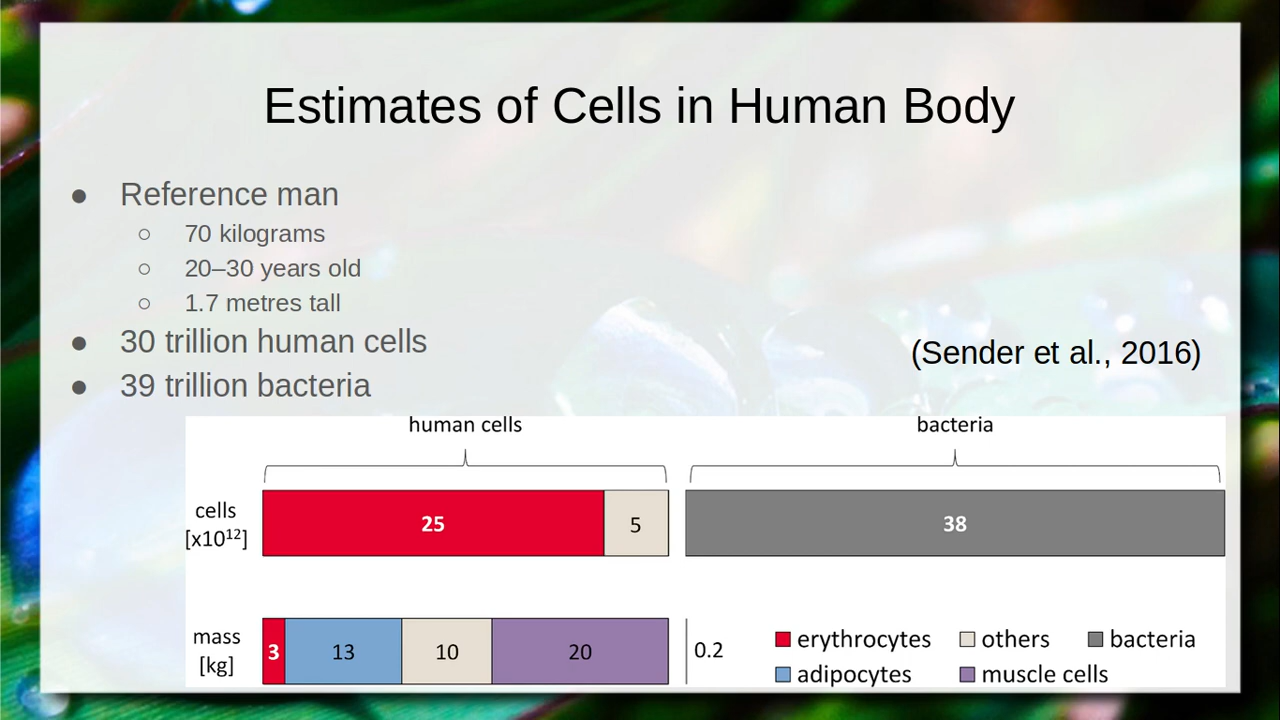 Estimates of Cells in Human Body
● Reference man
○ 70 kilograms
○ 20–30 years old
○ 1.7 metres tall
● 30 trillion human cells
● 39 trillion bacteria
(Sender et al., 2016)
human cells
bacteria
cells
[x10¹²]
25
5
38
mass
[kg]
3
13
10
20
0.2
erythrocytes
others
bacteria
adipocytes
muscle cells